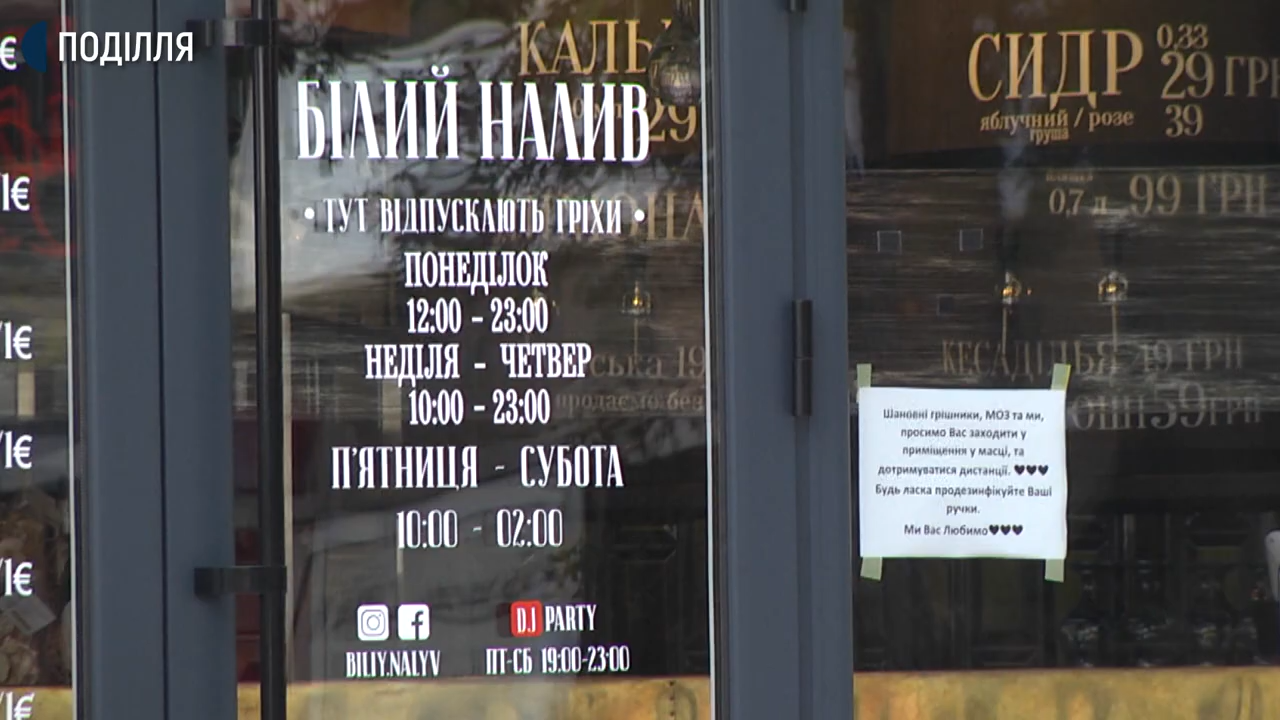 ПОДІЛЛЯ
БІЛИЙ НАЛИВ
• ТУТ ВІДПУСКАЮТЬ ГРІХИ •
ПОНЕДІЛОК
12:00 - 23:00
НЕДІЛЯ - ЧЕТВЕР
10:00 - 23:00
П'ЯТНИЦЯ - СУБОТА
10:00 - 02:00
BILIY.NALYV
DJ PARTY
ПТ-СБ 19:00-23:00
СИДР 0,33 29 ГРН
яблучний / розе
груша
39
0,7 л 99 ГРН
КЕСАДІЛЬЯ 49 ГРН
59 ГРН
Шановні грішники, МОЗ та ми,
просимо Вас заходити у
приміщення у масці, та
дотримуватися дистанції. ♥♥♥
Будь ласка продезинфікуйте Ваші
ручки.
Ми Вас Любимо♥♥♥